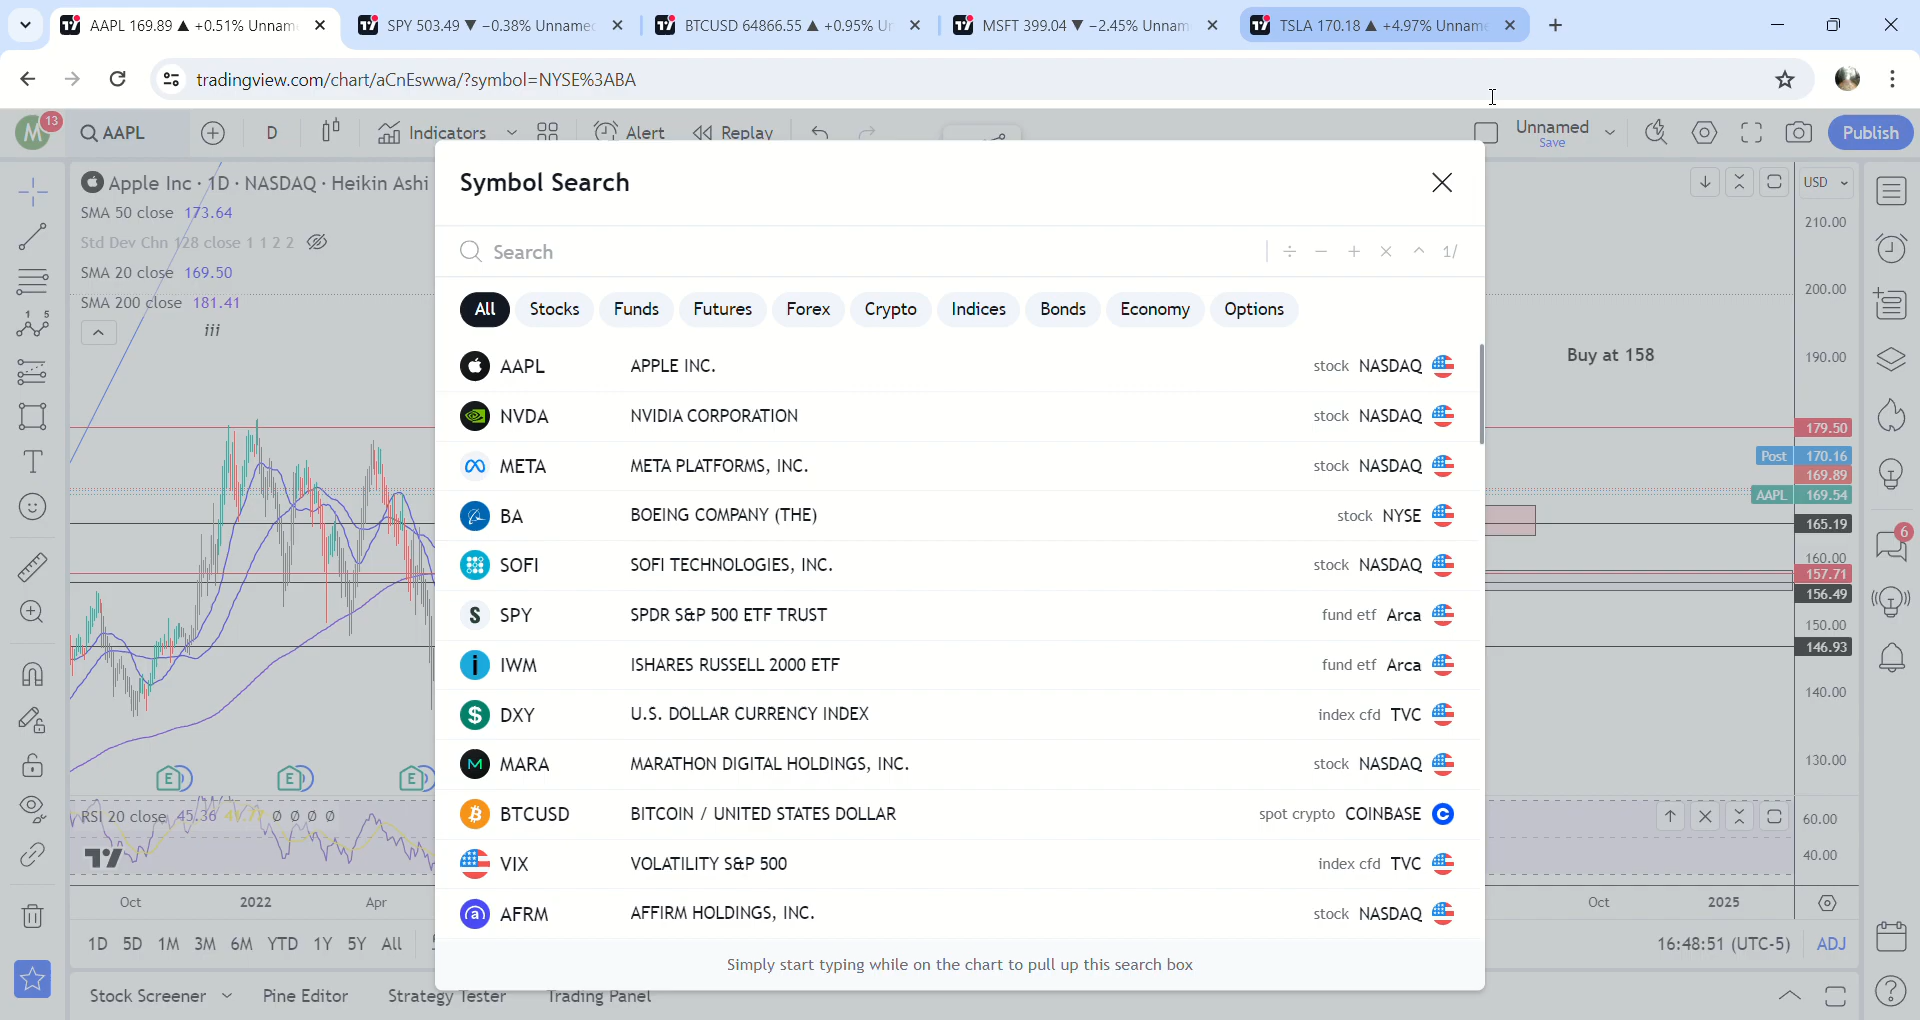 AAPL 169.89 ▲ +0.51% Unnam
SPY 503.49 ▼ −0.38% Unname
BTCUSD 64866.55 ▲ +0.95% Ur
MSFT 399.04 ▼ −2.45% Unnam
TSLA 170.18 ▲ +4.97% Unnam
tradingview.com/chart/aCnEswwa/?symbol=NYSE%3ABA
M 13
AAPL
D
Indicators
Alert
Replay
Unnamed
Save
Publish
Apple Inc · 1D · NASDAQ · Heikin Ashi
SMA 50 close 173.64
Std Dev Chn 128 close 1 1 2 2
SMA 20 close 169.50
SMA 200 close 181.41
iii
Symbol Search
Search
÷ − + × ^ 1/
All Stocks Funds Futures Forex Crypto Indices Bonds Economy Options
AAPL APPLE INC. stock NASDAQ
NVDA NVIDIA CORPORATION stock NASDAQ
META META PLATFORMS, INC. stock NASDAQ
BA BOEING COMPANY (THE) stock NYSE
SOFI SOFI TECHNOLOGIES, INC. stock NASDAQ
SPY SPDR S&P 500 ETF TRUST fund etf Arca
IWM ISHARES RUSSELL 2000 ETF fund etf Arca
DXY U.S. DOLLAR CURRENCY INDEX index cfd TVC
MARA MARATHON DIGITAL HOLDINGS, INC. stock NASDAQ
BTCUSD BITCOIN / UNITED STATES DOLLAR spot crypto COINBASE
VIX VOLATILITY S&P 500 index cfd TVC
AFRM AFFIRM HOLDINGS, INC. stock NASDAQ
Simply start typing while on the chart to pull up this search box
USD
210.00
200.00
190.00
Buy at 158
179.50
Post 170.16
169.89
AAPL 169.54
165.19
160.00
157.71
156.49
150.00
146.93
140.00
130.00
E E E
RSI 20 close 45.36 Ø Ø Ø Ø
60.00
40.00
Oct 2022 Apr Oct 2025
1D 5D 1M 3M 6M YTD 1Y 5Y All
16:48:51 (UTC-5) ADJ
Stock Screener Pine Editor Strategy Tester Trading Panel
6